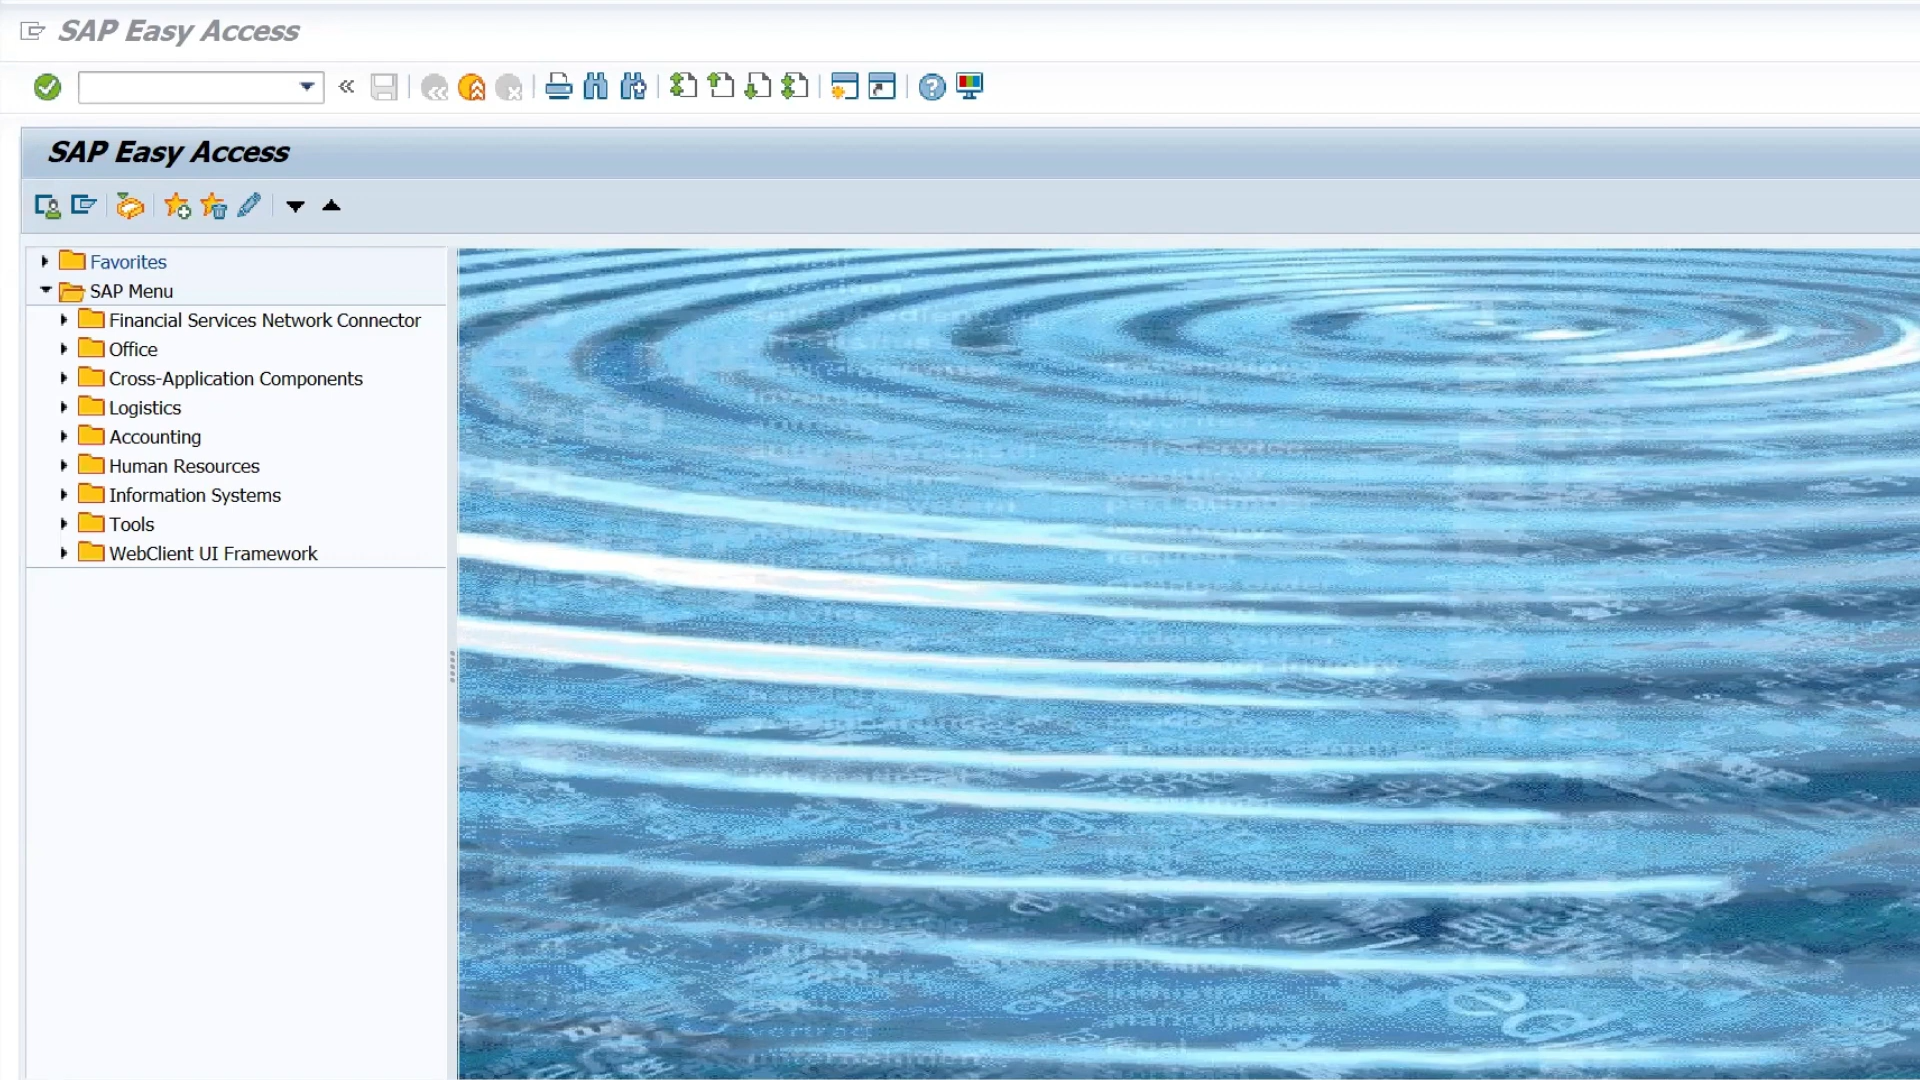 SAP Easy Access
SAP Easy Access
Favorites
SAP Menu
Financial Services Network Connector
Office
Cross-Application Components
Logistics
Accounting
Human Resources
Information Systems
Tools
WebClient UI Framework